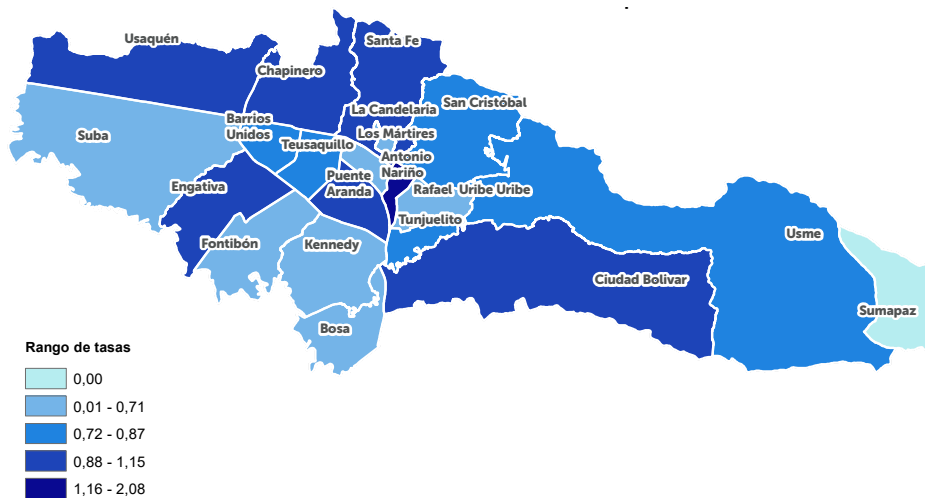 Usaquén
Santa Fe
Chapinero
San Cristóbal
La Candelaria
Barrios
Unidos
Suba
Los Mártires
Teusaquillo
Antonio
Nariño
Puente
Aranda
Engativa
Rafael Uribe Uribe
Tunjuelito
Fontibón
Kennedy
Usme
Ciudad Bolívar
Sumapaz
Bosa
Rango de tasas
0,00
0,01 - 0,71
0,72 - 0,87
0,88 - 1,15
1,16 - 2,08